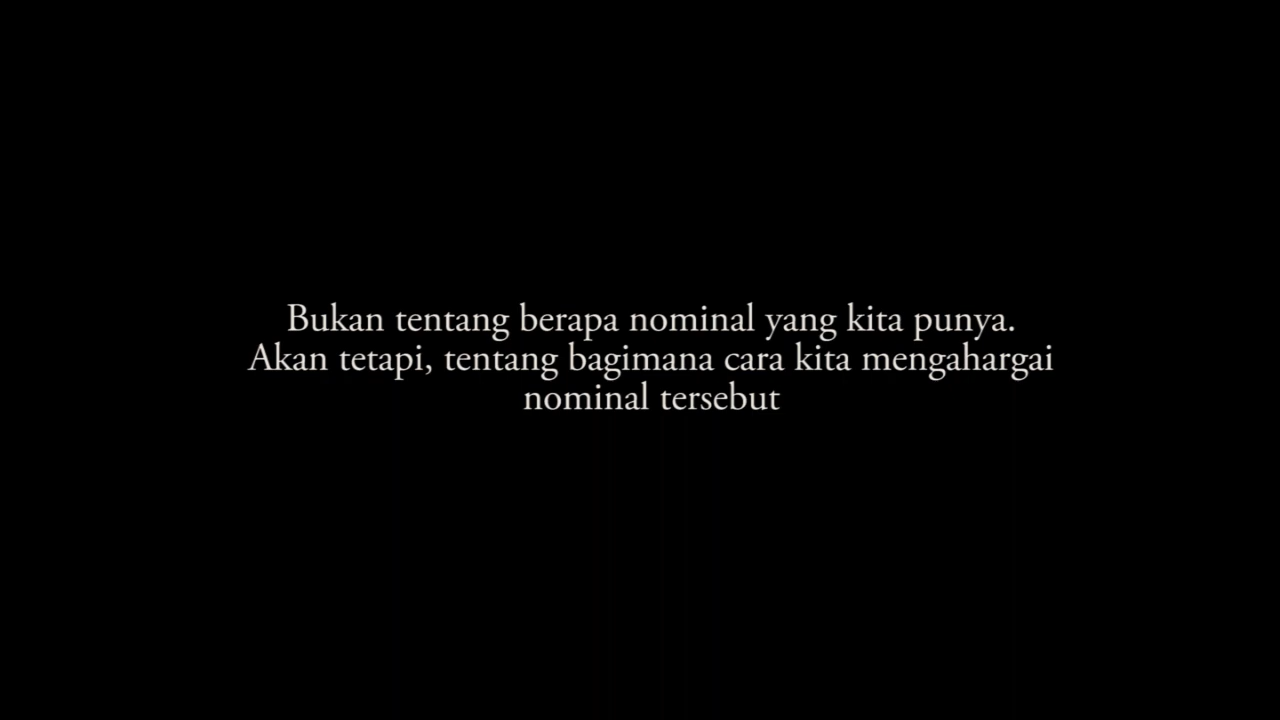 Bukan tentang berapa nominal yang kita punya.
Akan tetapi, tentang bagimana cara kita mengahargai
nominal tersebut